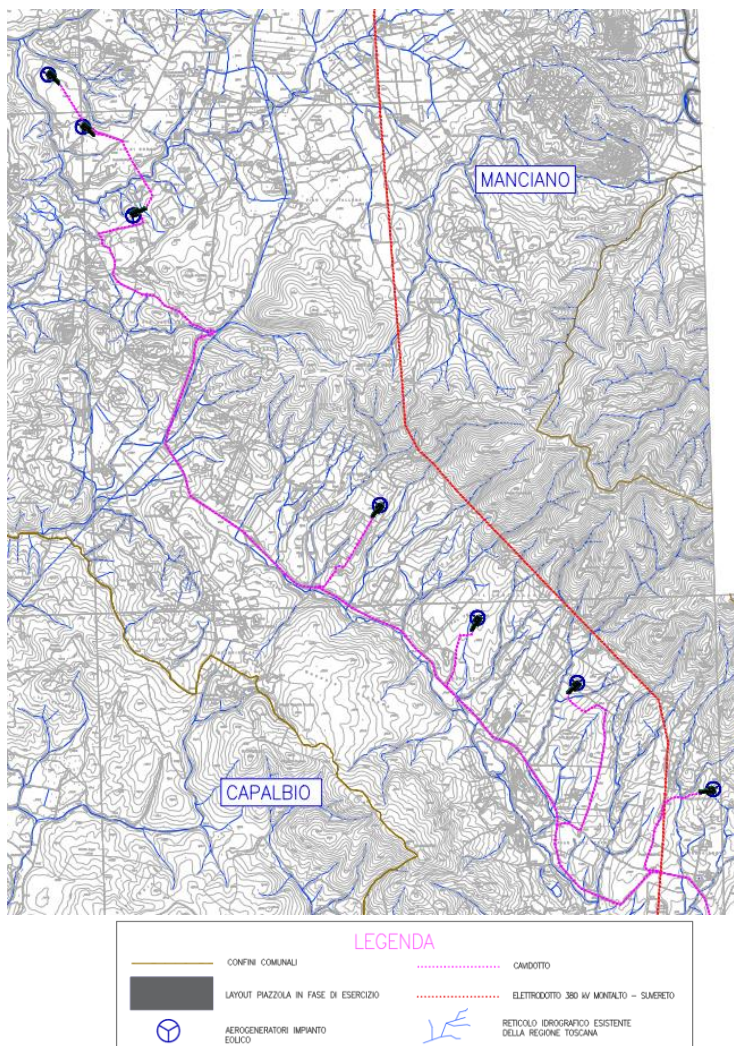 MANCIANO
CAPALBIO
LEGENDA
CONFINI COMUNALI
CAVIDOTTO
LAYOUT PIAZZOLA IN FASE DI ESERCIZIO
ELETTRODOTTO 380 kV MONTALTO – SUVERETO
AEROGENERATORI IMPIANTO
EOLICO
RETICOLO IDROGRAFICO ESISTENTE
DELLA REGIONE TOSCANA